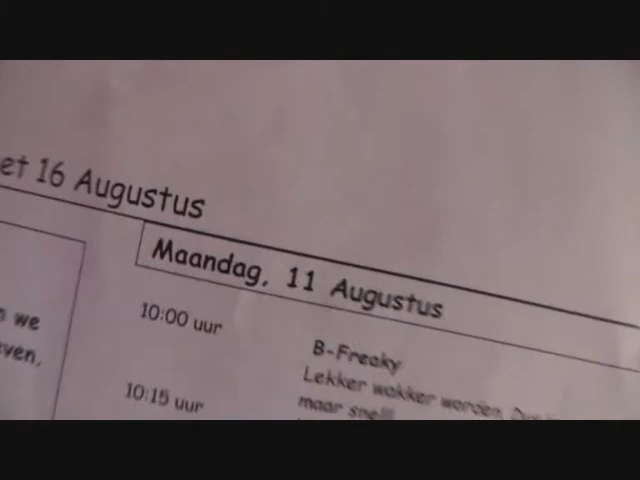 et 16 Augustus
Maandag, 11 Augustus
we
even,
10:00 uur
B-Freaky
Lekker wakker worden.
maar snel!!
10:15 uur